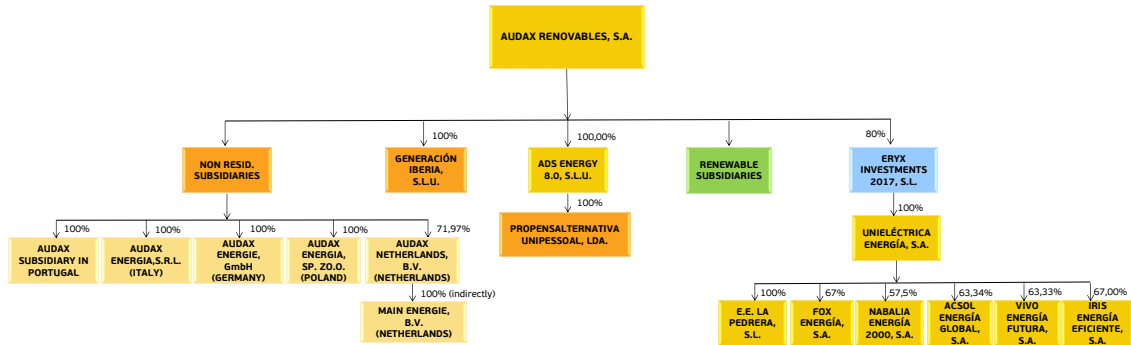 AUDAX RENOVABLES, S.A.
100%
100,00%
80%
NON RESID.
SUBSIDIARIES
GENERACIÓN
IBERIA,
S.L.U.
ADS ENERGY
8.0, S.L.U.
RENEWABLE
SUBSIDIARIES
ERYX
INVESTMENTS
2017, S.L.
100%
100%
100%
100%
71,97%
100%
100%
AUDAX
SUBSIDIARY IN
PORTUGAL
AUDAX
ENERGIA,S.R.L.
(ITALY)
AUDAX
ENERGIE,
GmbH
(GERMANY)
AUDAX
ENERGIA,
SP. ZO.O.
(POLAND)
AUDAX
NETHERLANDS,
B.V.
(NETHERLANDS)
PROPENSALTERNATIVA
UNIPESSOAL, LDA.
UNIELÉCTRICA
ENERGÍA, S.A.
100% (indirectly)
MAIN ENERGIE,
B.V.
(NETHERLANDS)
100%
67%
57,5%
63,34%
63,33%
67,00%
E.E. LA
PEDRERA,
S.L.
FOX
ENERGÍA,
S.A.
NABALIA
ENERGÍA
2000, S.A.
ACSOL
ENERGÍA
GLOBAL,
S.A.
VIVO
ENERGÍA
FUTURA,
S.A.
IRIS
ENERGÍA
EFICIENTE,
S.A.